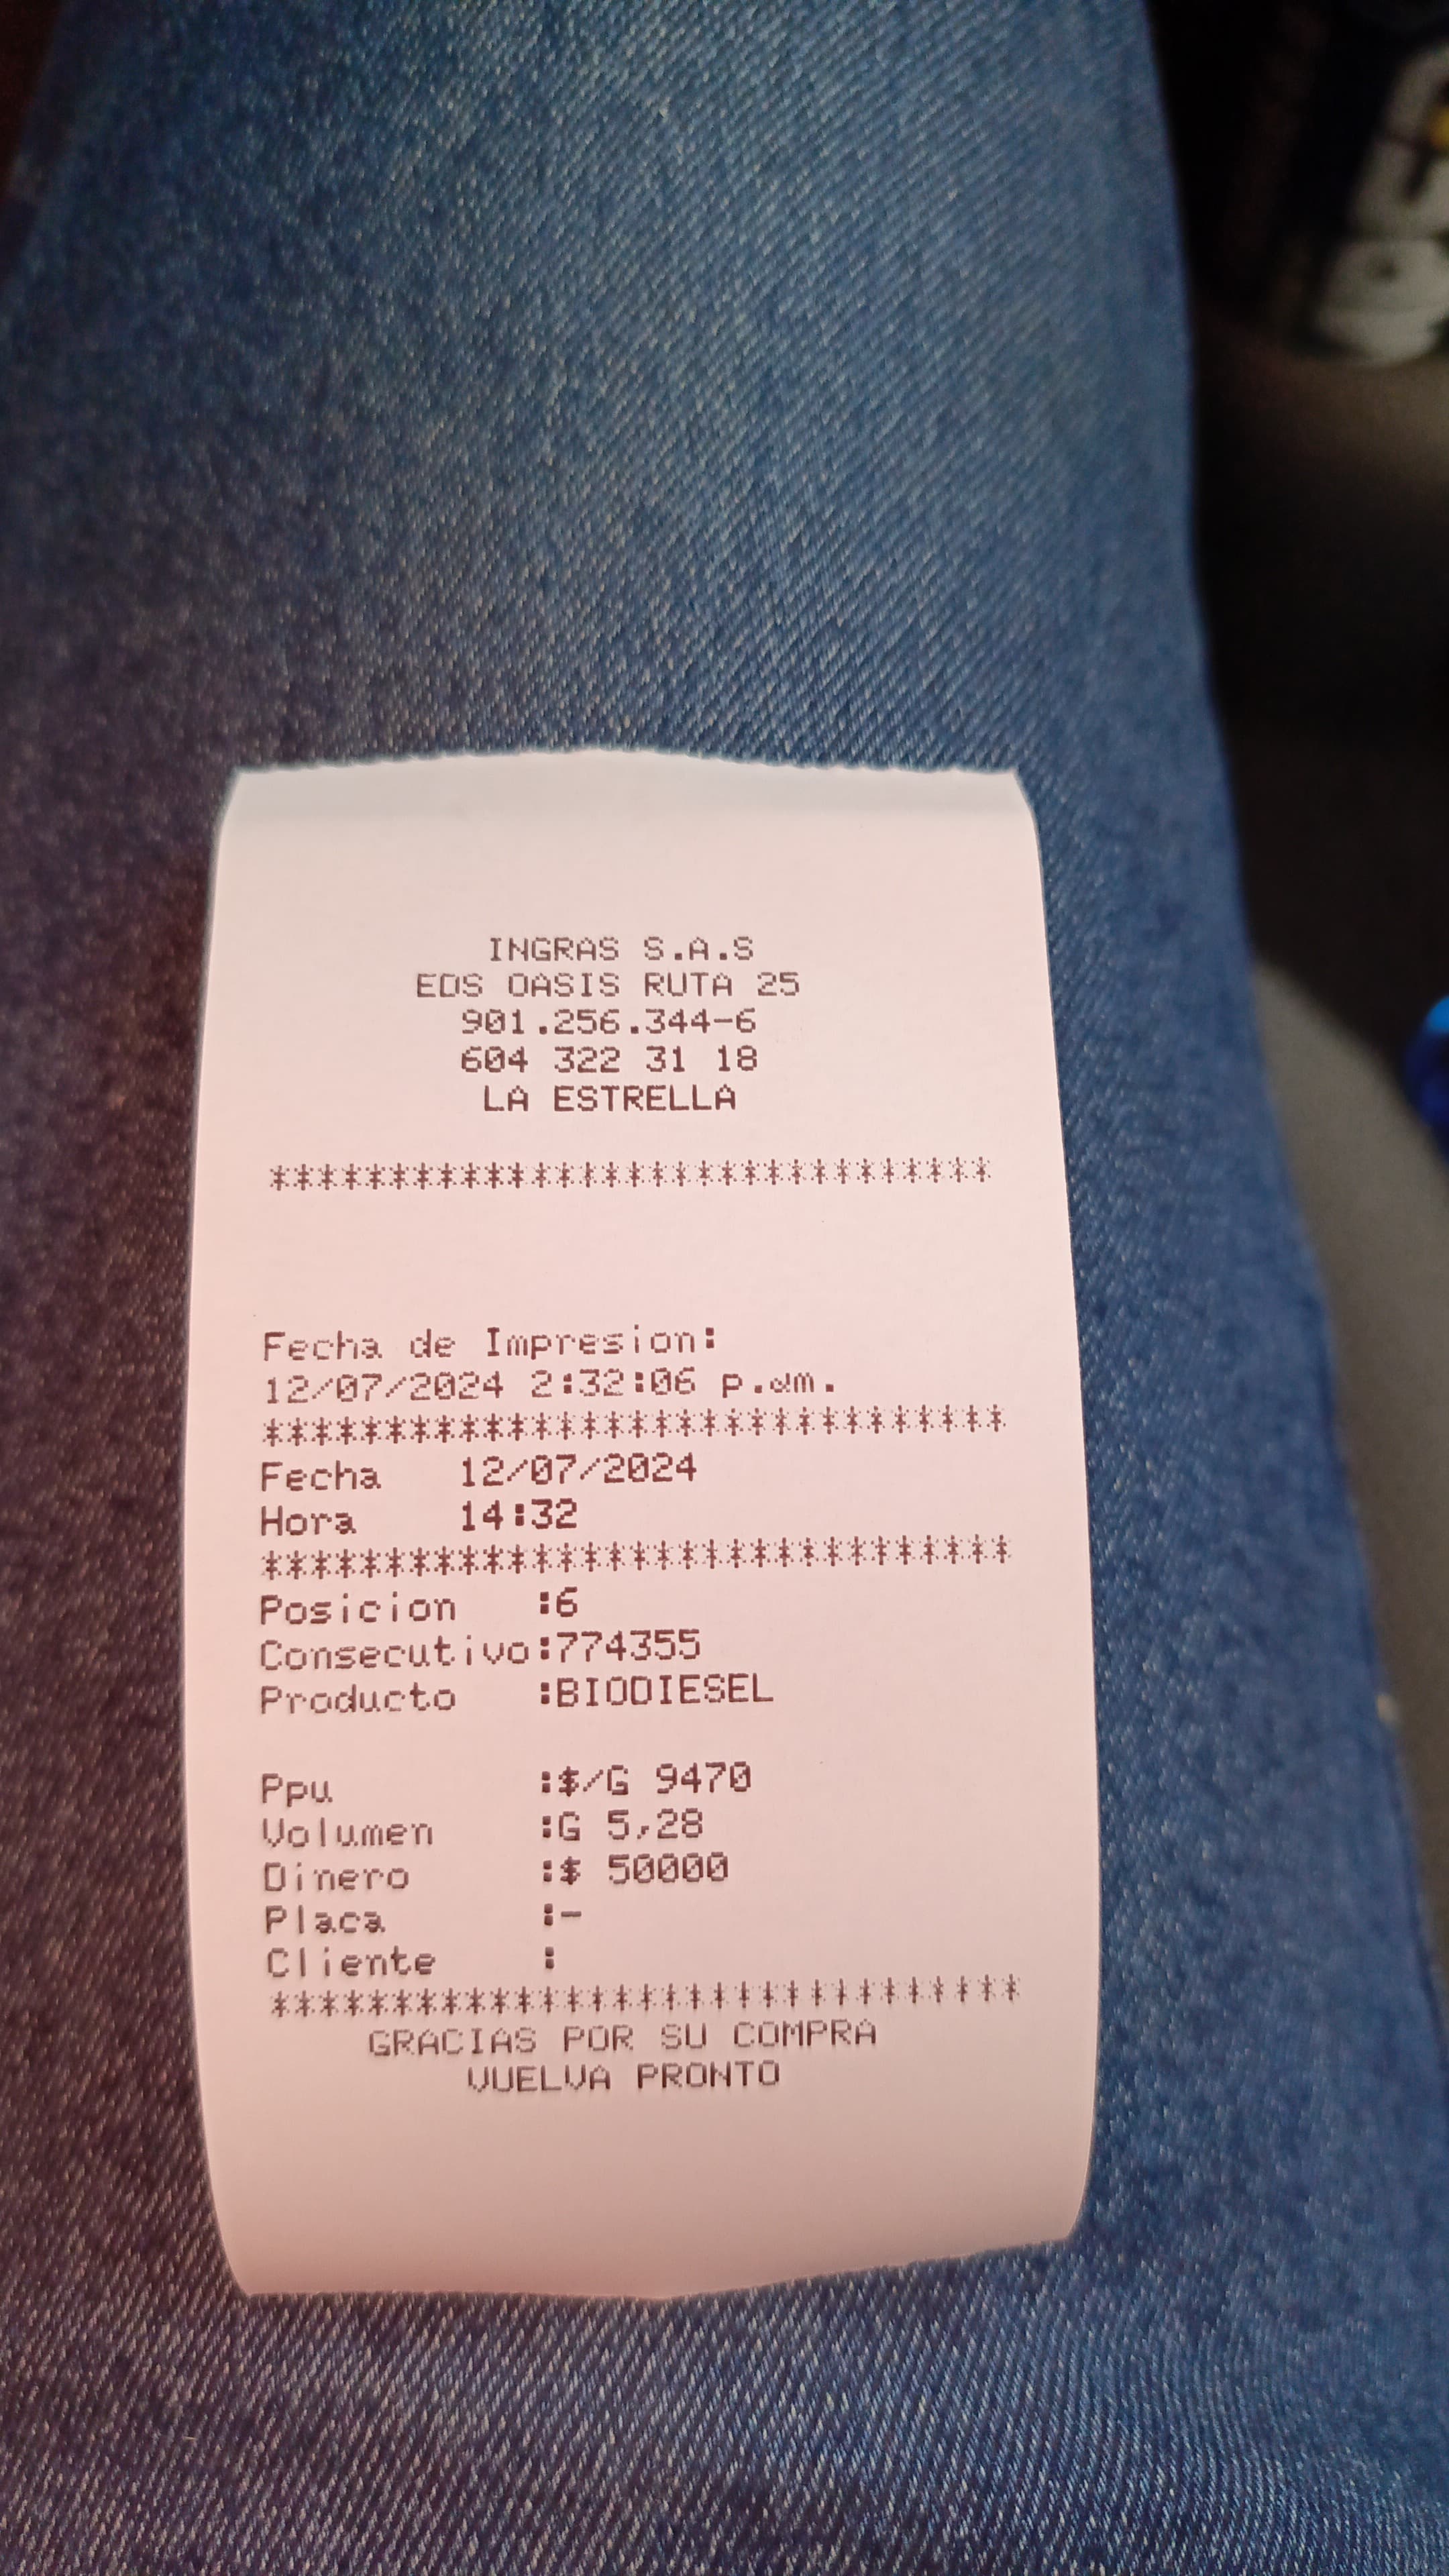 INGRAS S.A.S
EDS OASIS RUTA 25
901.256.344-6
604 322 31 18
LA ESTRELLA
*******************************
Fecha de Impresion:
12/07/2024 2:32:06 p. m.
*******************************
Fecha 12/07/2024
Hora 14:32
*******************************
Posicion :6
Consecutivo:774355
Producto :BIODIESEL
Ppu :$/G 9470
Volumen :G 5,28
Dinero :$ 50000
Placa :-
Cliente :
*******************************
GRACIAS POR SU COMPRA
VUELVA PRONTO